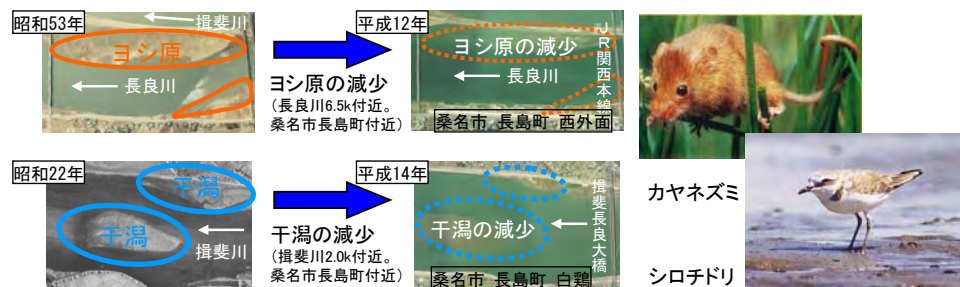 昭和53年
揖斐川
ヨシ原
長良川
ヨシ原の減少
(長良川6.5k付近。
桑名市長島町付近)
平成12年
ヨシ原の減少
長良川
JR関西本線
桑名市 長島町 西外面
昭和22年
干潟
干潟
揖斐川
干潟の減少
(揖斐川2.0k付近。
桑名市長島町付近)
平成14年
干潟の減少
揖斐長良大橋
桑名市 長島町 白鶏
カヤネズミ
シロチドリ